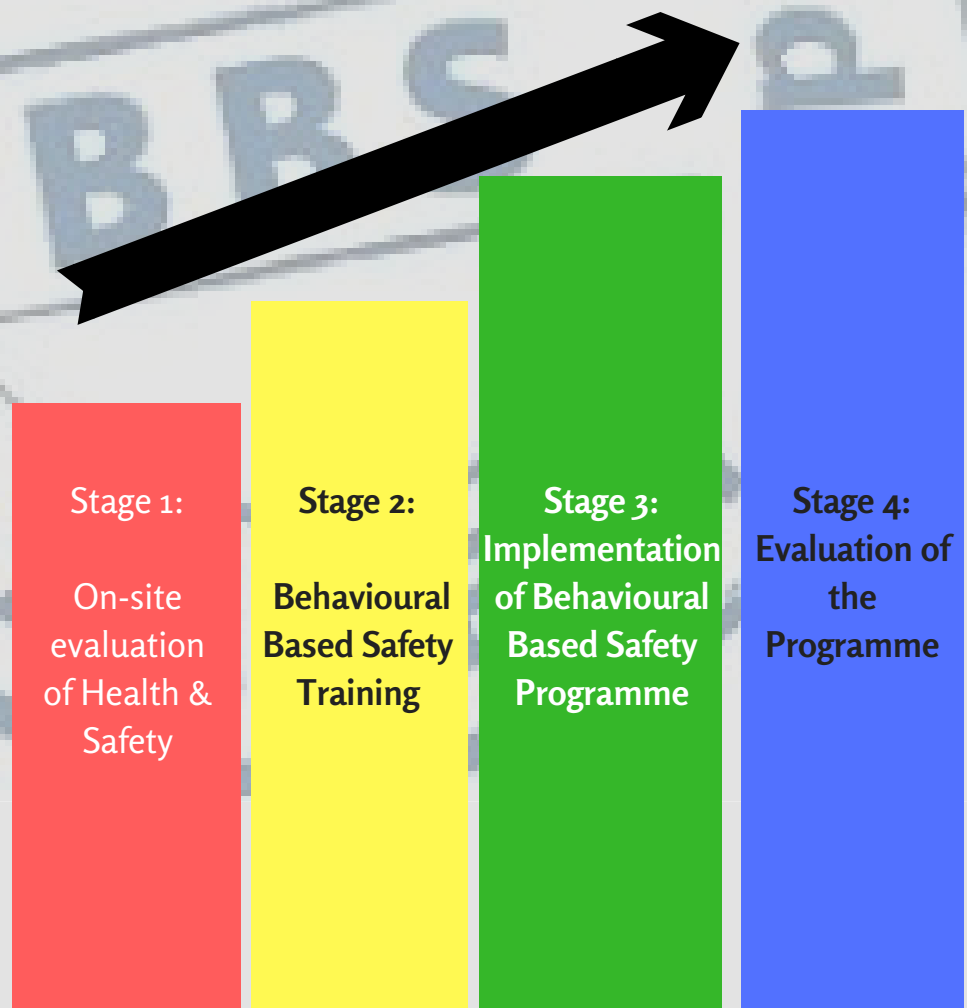 BBS
Stage 1:
On-site
evaluation
of Health &
Safety
Stage 2:
Behavioural
Based Safety
Training
Stage 3:
Implementation
of Behavioural
Based Safety
Programme
Stage 4:
Evaluation of
the
Programme